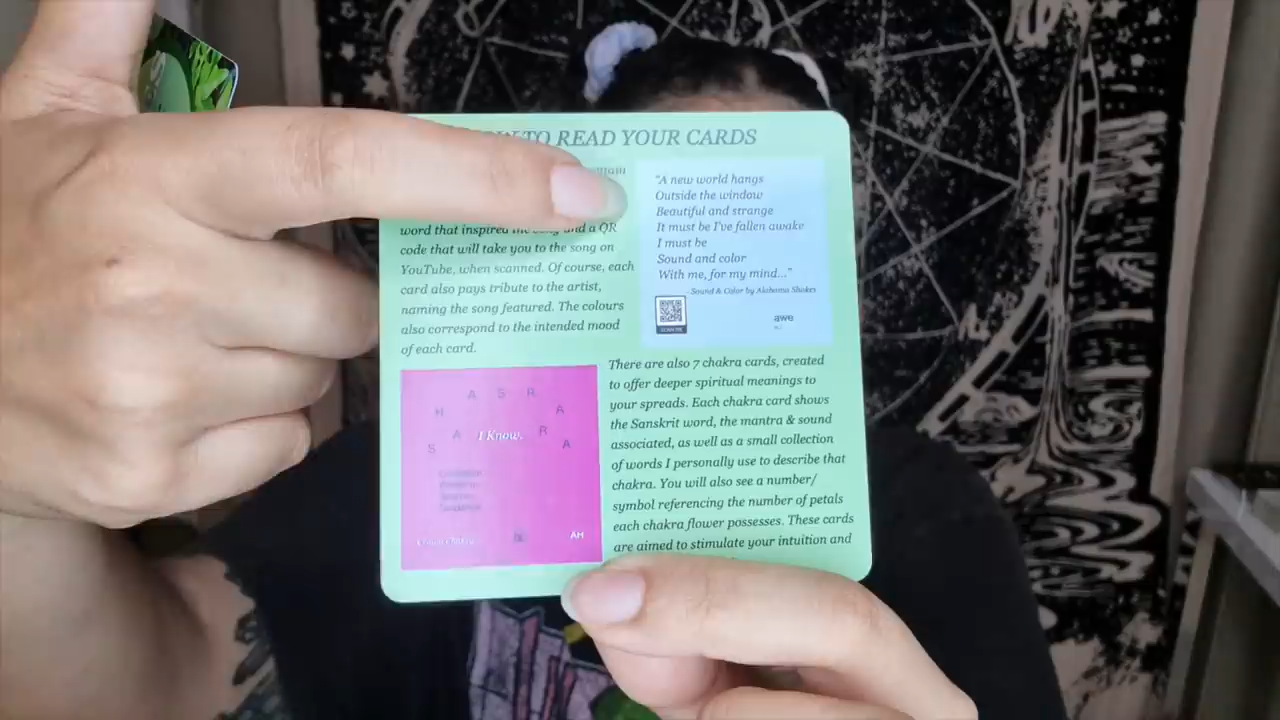 TO READ YOUR CARDS
word that inspired the song and a QR
code that will take you to the song on
YouTube, when scanned. Of course, each
card also pays tribute to the artist,
naming the song featured. The colours
also correspond to the intended mood
of each card.
"A new world hangs
Outside the window
Beautiful and strange
It must be I've fallen awake
I must be
Sound and color
With me, for my mind..."
- Sound & Color by Alabama Shakes
SCAN ME
awe
There are also 7 chakra cards, created
to offer deeper spiritual meanings to
your spreads. Each chakra card shows
the Sanskrit word, the mantra & sound
associated, as well as a small collection
of words I personally use to describe that
chakra. You will also see a number/
symbol referencing the number of petals
each chakra flower possesses. These cards
are aimed to stimulate your intuition and
SAHASRARA
I Know.
AH